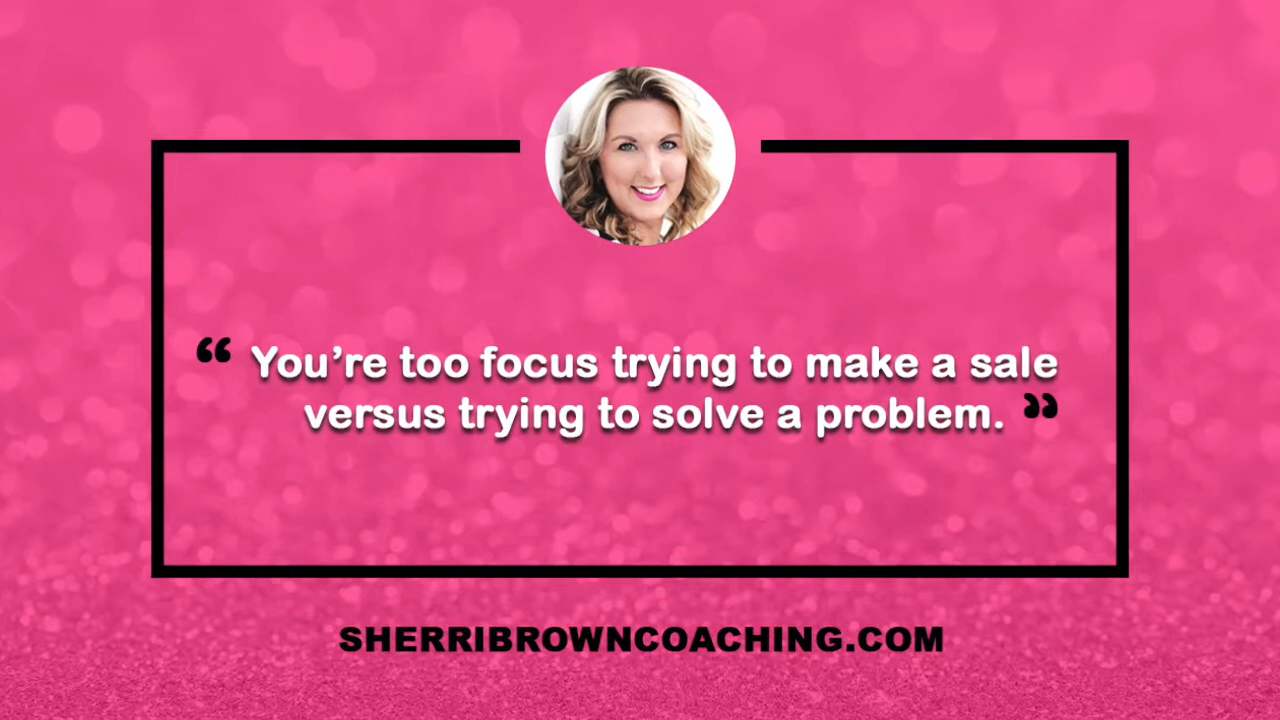 “ You’re too focus trying to make a sale
versus trying to solve a problem. ”
SHERRIBROWNCOACHING.COM